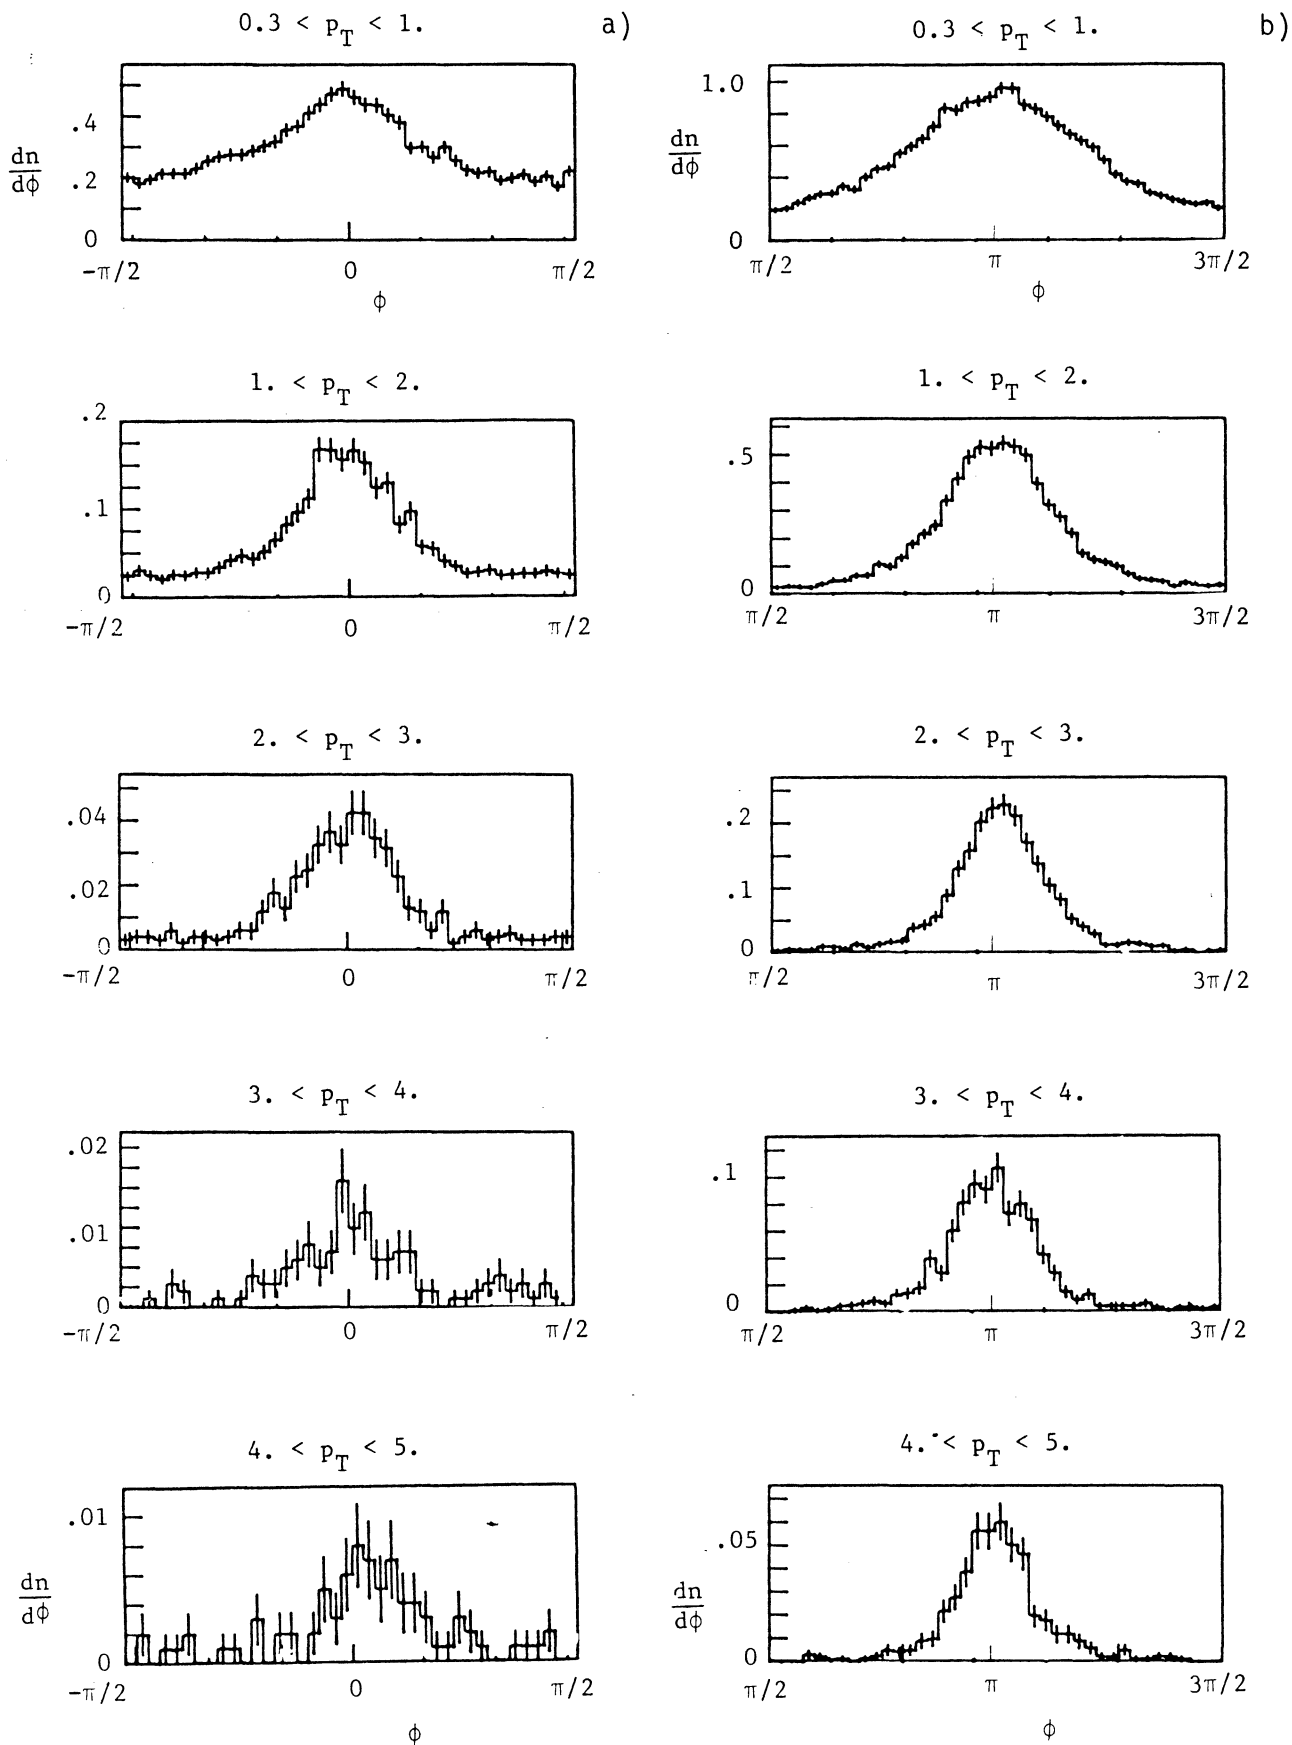 0.3 < p_T < 1.
a)
dn
dϕ
.4
.2
0
-π/2
0
π/2
ϕ
0.3 < p_T < 1.
b)
dn
dϕ
1.0
0
π/2
π
3π/2
ϕ
1. < p_T < 2.
.2
.1
0
-π/2
0
π/2
1. < p_T < 2.
.5
0
π/2
π
3π/2
2. < p_T < 3.
.04
.02
0
-π/2
0
π/2
2. < p_T < 3.
.2
.1
0
π/2
π
3π/2
3. < p_T < 4.
.02
.01
0
-π/2
0
π/2
3. < p_T < 4.
.1
0
π/2
π
3π/2
4. < p_T < 5.
.01
dn
dϕ
0
-π/2
0
π/2
ϕ
4. < p_T < 5.
.05
dn
dϕ
0
π/2
π
3π/2
ϕ